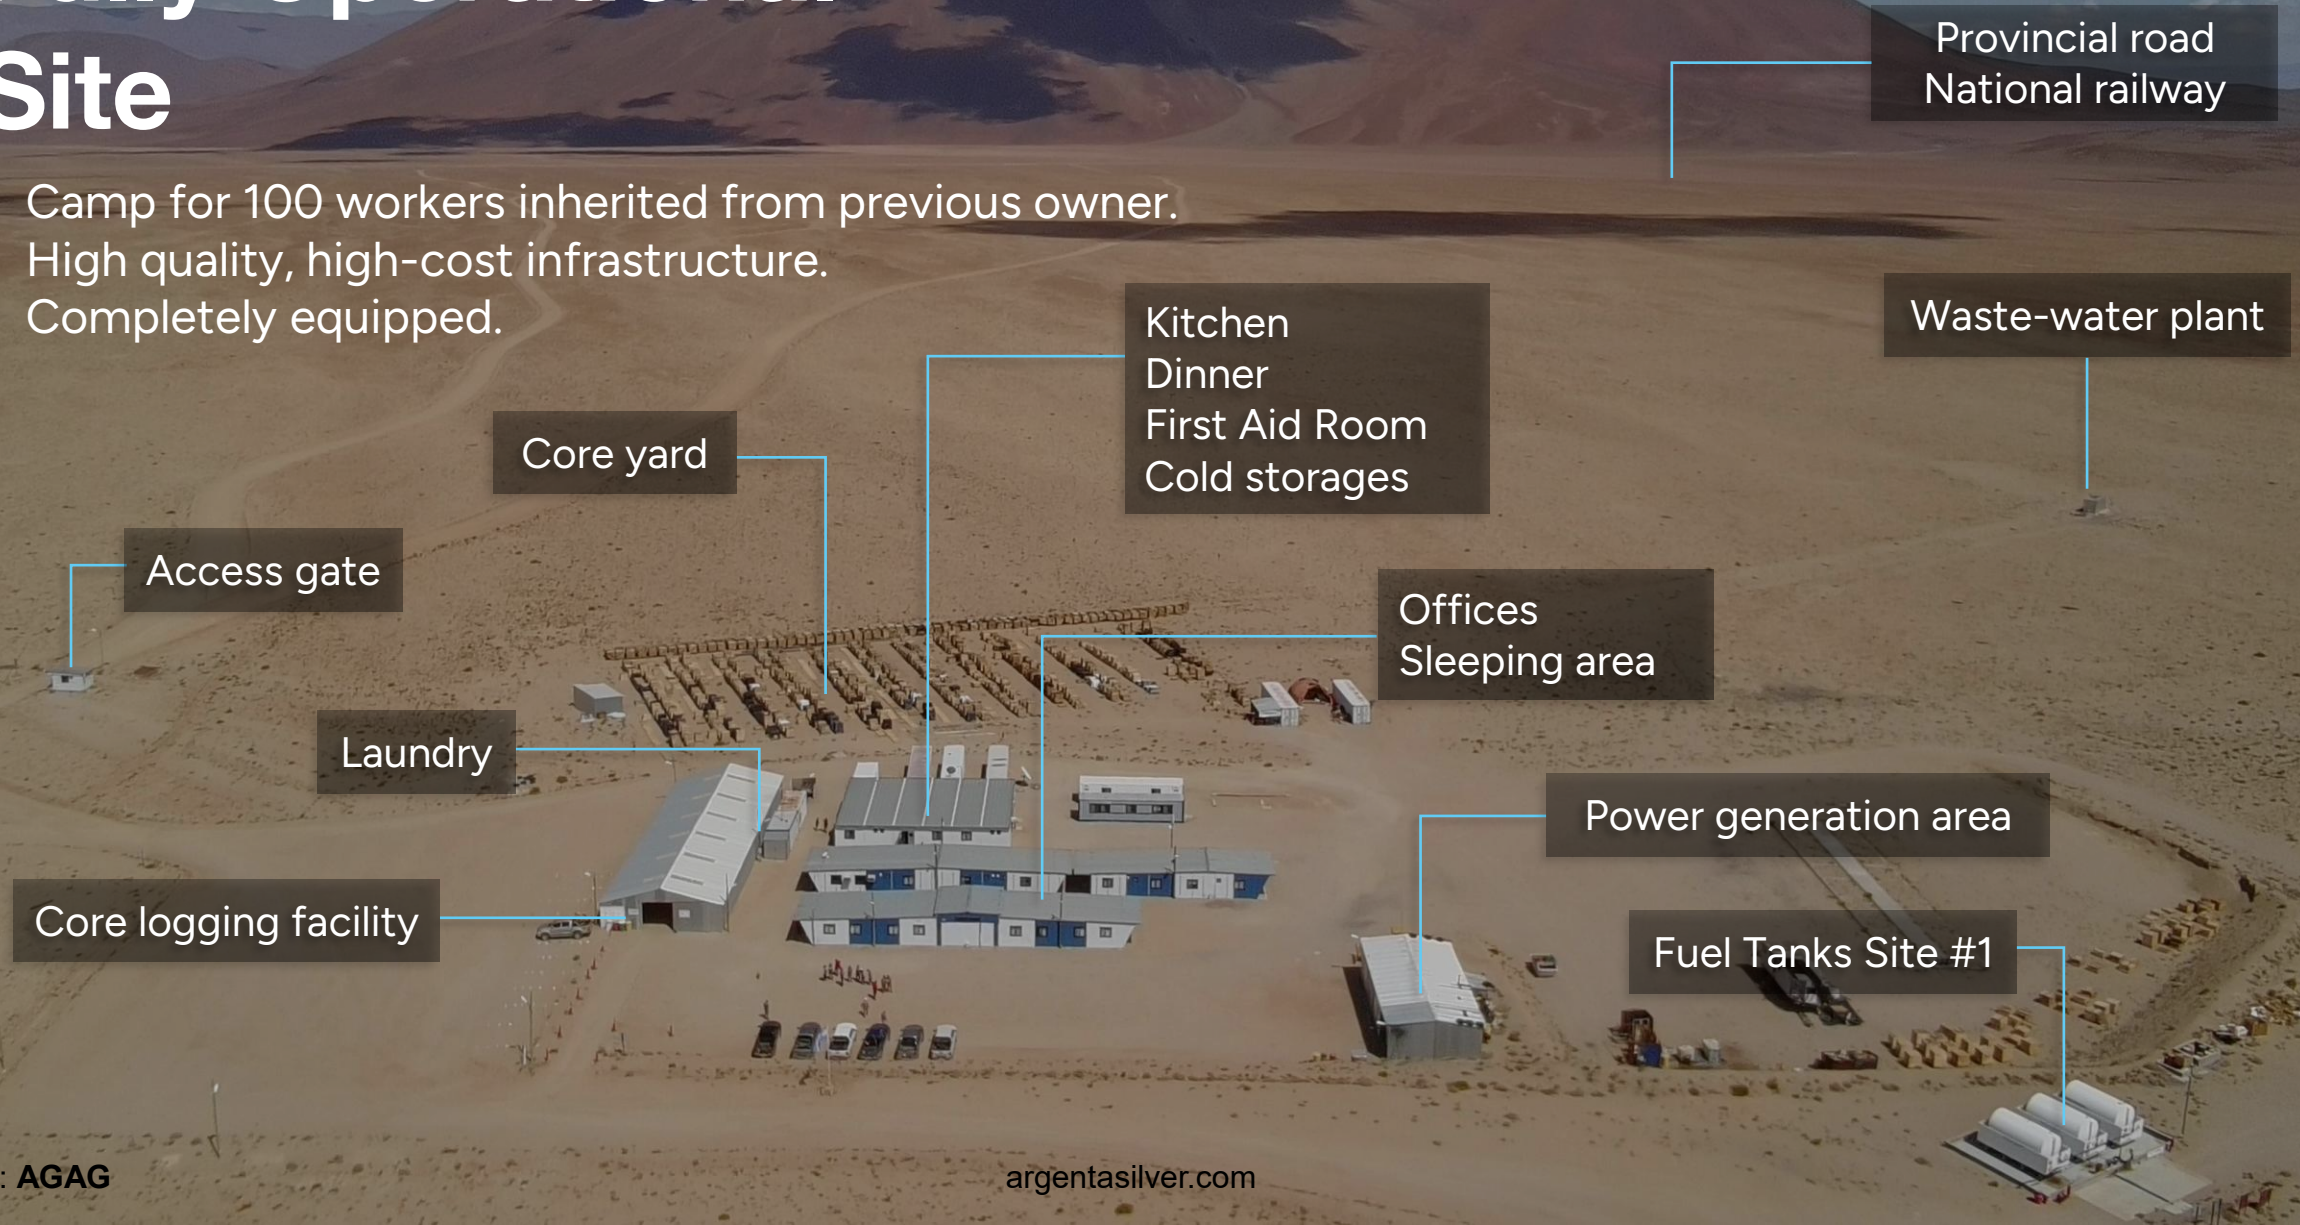 Fully Operational
Site
Camp for 100 workers inherited from previous owner.
High quality, high-cost infrastructure.
Completely equipped.
Provincial road
National railway
Waste-water plant
Kitchen
Dinner
First Aid Room
Cold storages
Core yard
Access gate
Offices
Sleeping area
Laundry
Power generation area
Core logging facility
Fuel Tanks Site #1
: AGAG
argentasilver.com